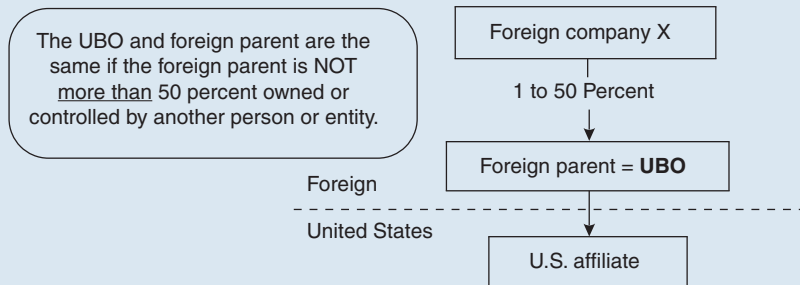 The UBO and foreign parent are the
same if the foreign parent is NOT
more than 50 percent owned or
controlled by another person or entity.
Foreign company X
1 to 50 Percent
Foreign parent = UBO
Foreign
United States
U.S. affiliate